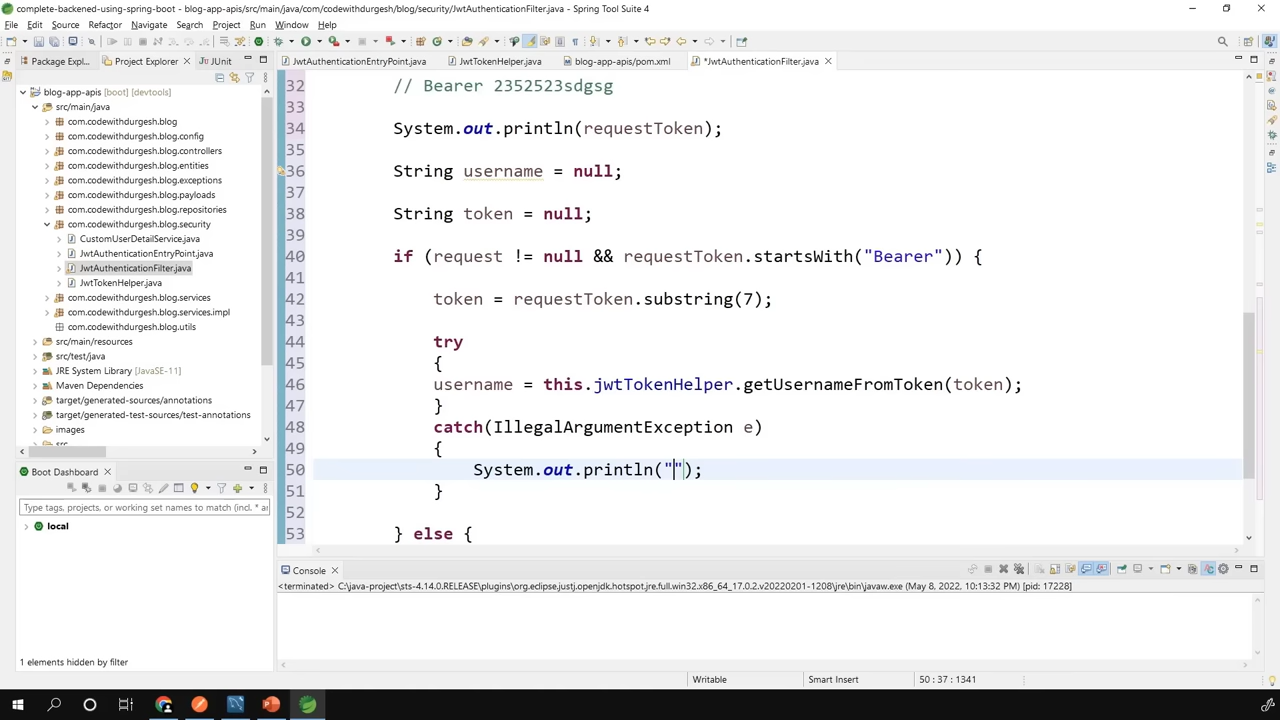 complete-backened-using-spring-boot - blog-app-apis/src/main/java/com/codewithdurgesh/blog/security/JwtAuthenticationFilter.java - Spring Tool Suite 4
File Edit Source Refactor Navigate Search Project Run Window Help
Package Expl... Project Explorer JUnit
JwtAuthenticationEntryPoint.java JwtTokenHelper.java blog-app-apis/pom.xml *JwtAuthenticationFilter.java
blog-app-apis [boot] [devtools]
src/main/java
com.codewithdurgesh.blog
com.codewithdurgesh.blog.config
com.codewithdurgesh.blog.controllers
com.codewithdurgesh.blog.entities
com.codewithdurgesh.blog.exceptions
com.codewithdurgesh.blog.payloads
com.codewithdurgesh.blog.repositories
com.codewithdurgesh.blog.security
CustomUserDetailService.java
JwtAuthenticationEntryPoint.java
JwtAuthenticationFilter.java
JwtTokenHelper.java
com.codewithdurgesh.blog.services
com.codewithdurgesh.blog.services.impl
com.codewithdurgesh.blog.utils
src/main/resources
src/test/java
JRE System Library [JavaSE-11]
Maven Dependencies
target/generated-sources/annotations
target/generated-test-sources/test-annotations
images
src
Boot Dashboard
Type tags, projects, or working set names to match (incl. * an
local
1 elements hidden by filter
32 // Bearer 2352523sdgsg
33
34 System.out.println(requestToken);
35
36 String username = null;
37
38 String token = null;
39
40 if (request != null && requestToken.startsWith("Bearer")) {
41
42 token = requestToken.substring(7);
43
44 try
45 {
46 username = this.jwtTokenHelper.getUsernameFromToken(token);
47 }
48 catch(IllegalArgumentException e)
49 {
50 System.out.println("");
51 }
52
53 } else {
Console
<terminated> C:\java-project\sts-4.14.0.RELEASE\plugins\org.eclipse.justj.openjdk.hotspot.jre.full.win32.x86_64_17.0.2.v20220201-1208\jre\bin\javaw.exe (May 8, 2022, 10:13:32 PM) [pid: 17228]
Writable Smart Insert 50 : 37 : 1341